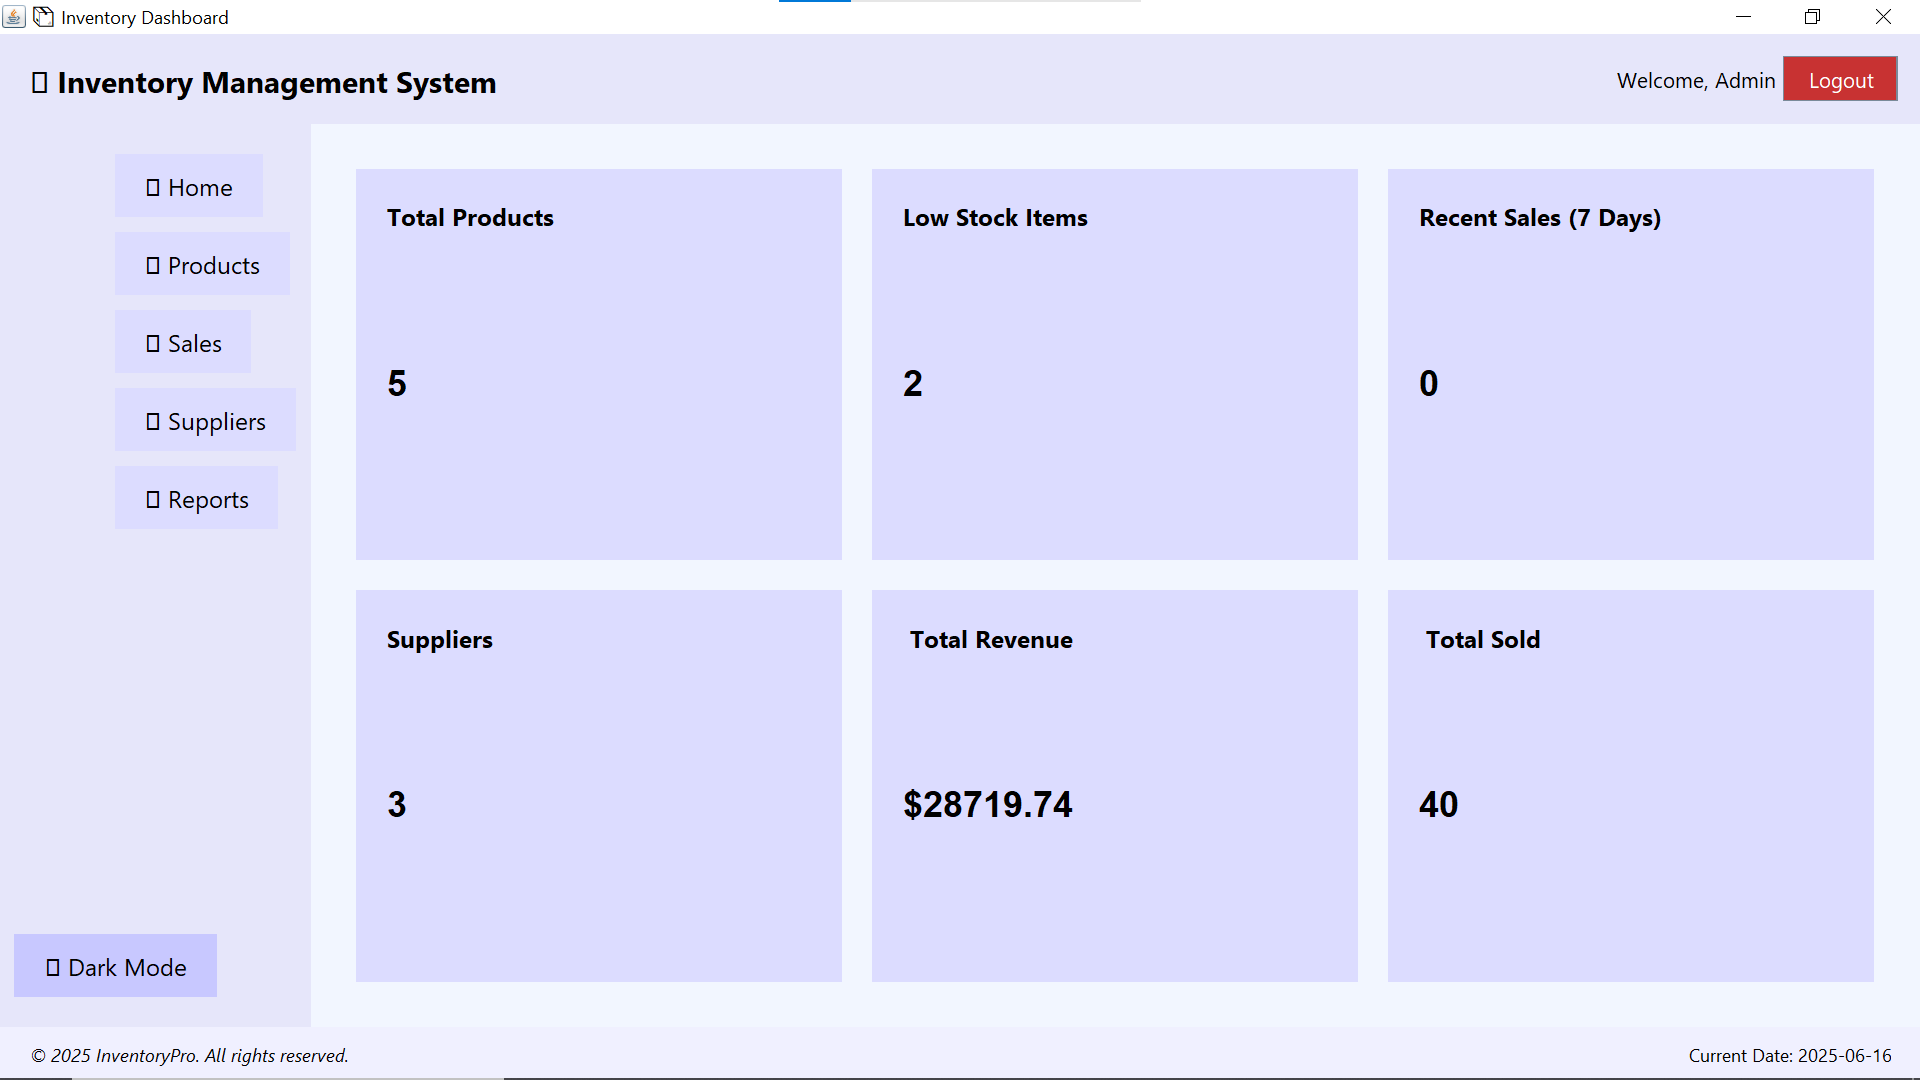 Inventory Dashboard
Inventory Management System
Welcome, Admin
Logout
Home
Products
Sales
Suppliers
Reports
Dark Mode
Total Products
5
Low Stock Items
2
Recent Sales (7 Days)
0
Suppliers
3
Total Revenue
$28719.74
Total Sold
40
© 2025 InventoryPro. All rights reserved.
Current Date: 2025-06-16